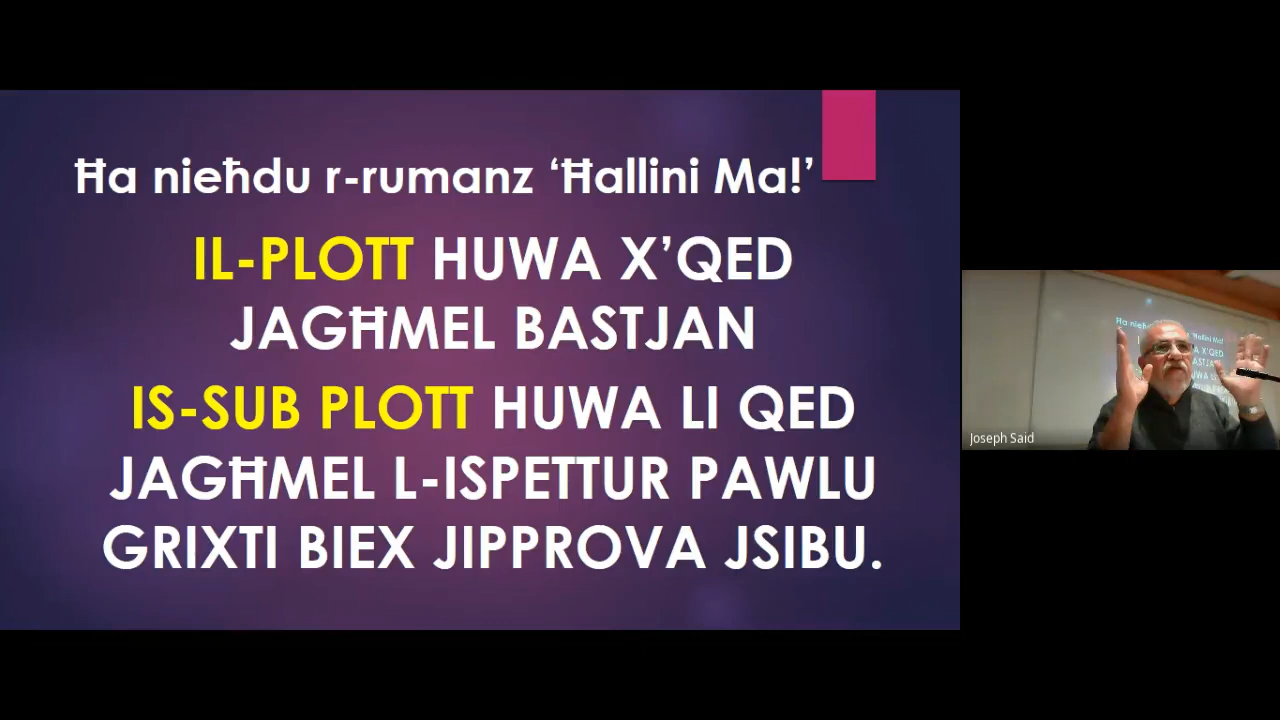 Ħa nieħdu r-rumanz ‘Ħallini Ma!’
IL-PLOTT HUWA X’QED
JAGĦMEL BASTJAN
IS-SUB PLOTT HUWA LI QED
JAGĦMEL L-ISPETTUR PAWLU
GRIXTI BIEX JIPPROVA JSIBU.
Joseph Said